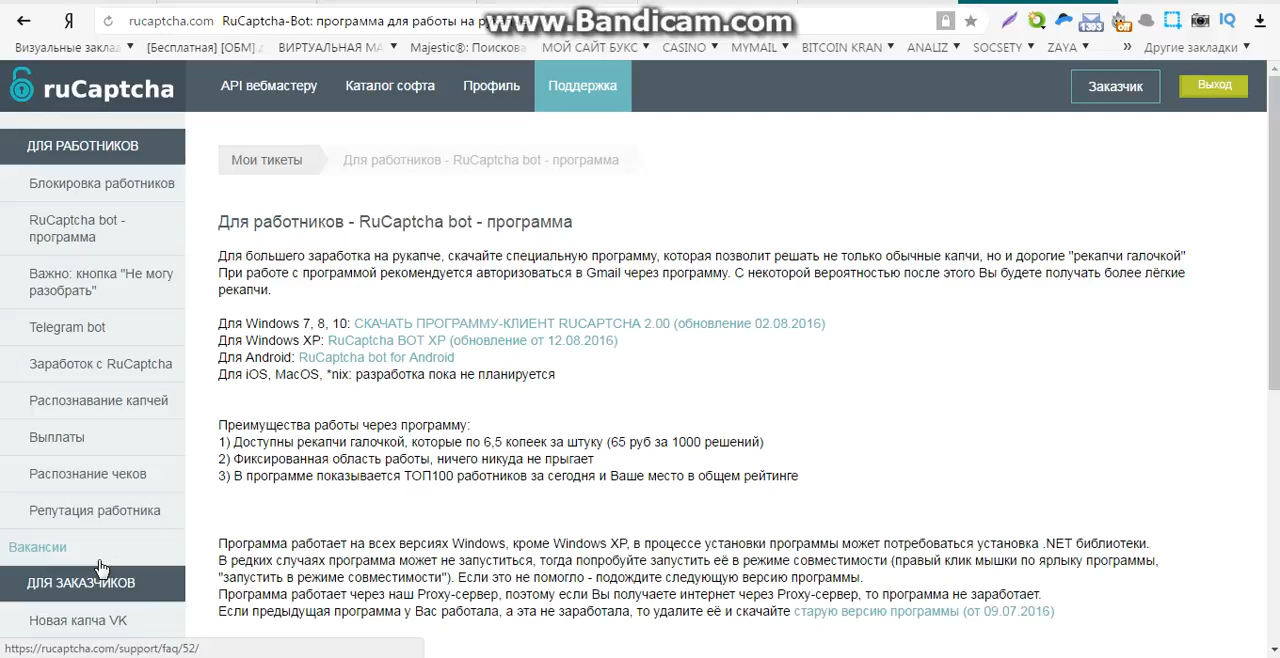 rucaptcha.com RuCaptcha-Bot: программа для работы на р
www.Bandicam.com
1393
off
IQ
Визуальные заклад
[Бесплатная] [ОБМ]
ВИРТУАЛЬНАЯ МА
Majestic®: Поискова
МОЙ САЙТ БУКС
CASINO
MYMAIL
BITCOIN KRAN
ANALIZ
SOCSETY
ZAYA
»
Другие закладки
ruCaptcha
API вебмастеру
Каталог софта
Профиль
Поддержка
Заказчик
Выход
ДЛЯ РАБОТНИКОВ
Блокировка работников
RuCaptcha bot -
программа
Важно: кнопка "Не могу
разобрать"
Telegram bot
Заработок с RuCaptcha
Распознавание капчей
Выплаты
Распознание чеков
Репутация работника
Вакансии
ДЛЯ ЗАКАЗЧИКОВ
Новая капча VK
https://rucaptcha.com/support/faq/52/
Мои тикеты
Для работников - RuCaptcha bot - программа
Для работников - RuCaptcha bot - программа
Для большего заработка на рукапче, скачайте специальную программу, которая позволит решать не только обычные капчи, но и дорогие "рекапчи галочкой"
При работе с программой рекомендуется авторизоваться в Gmail через программу. С некоторой вероятностью после этого Вы будете получать более лёгкие
рекапчи.
Для Windows 7, 8, 10: СКАЧАТЬ ПРОГРАММУ-КЛИЕНТ RUCAPTCHA 2.00 (обновление 02.08.2016)
Для Windows XP: RuCaptcha BOT XP (обновление от 12.08.2016)
Для Android: RuCaptcha bot for Android
Для iOS, MacOS, *nix: разработка пока не планируется
Преимущества работы через программу:
1) Доступны рекапчи галочкой, которые по 6,5 копеек за штуку (65 руб за 1000 решений)
2) Фиксированная область работы, ничего никуда не прыгает
3) В программе показывается ТОП100 работников за сегодня и Ваше место в общем рейтинге
Программа работает на всех версиях Windows, кроме Windows XP, в процессе установки программы может потребоваться установка .NET библиотеки.
В редких случаях программа может не запуститься, тогда попробуйте запустить её в режиме совместимости (правый клик мышки по ярлыку программы,
"запустить в режиме совместимости"). Если это не помогло - подождите следующую версию программы.
Программа работает через наш Proxy-сервер, поэтому если Вы получаете интернет через Proxy-сервер, то программа не заработает.
Если предыдущая программа у Вас работала, а эта не заработала, то удалите её и скачайте старую версию программы (от 09.07.2016)